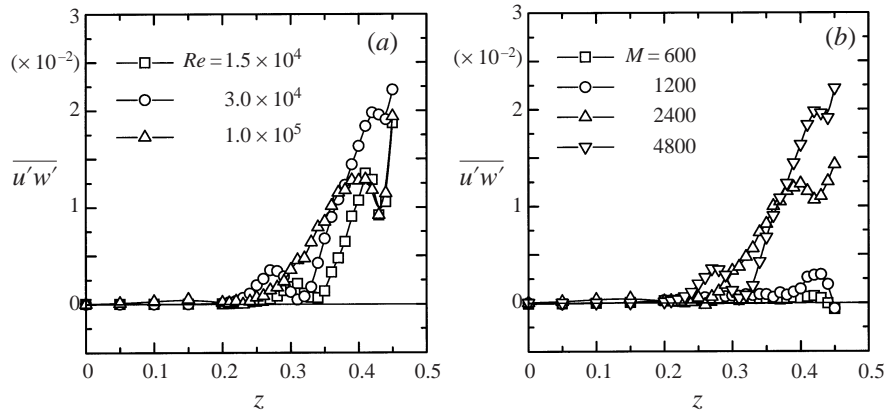 3
(a)
(× 10⁻²)
Re = 1.5 × 10⁴
3.0 × 10⁴
1.0 × 10⁵
2
u′w′
1
0
0 0.1 0.2 0.3 0.4 0.5
z
3
(b)
(× 10⁻²)
M = 600
1200
2400
4800
2
u′w′
1
0
0 0.1 0.2 0.3 0.4 0.5
z